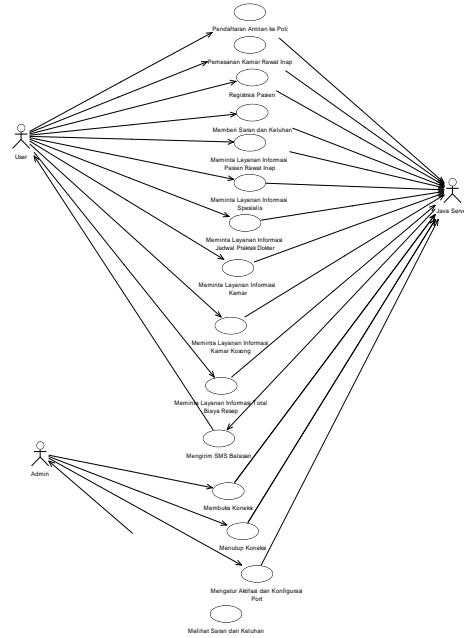 Pendaftaran Antrian ke Poli
Pemesanan Kamar Rawat Inap
Registrasi Pasien
Memberi Saran dan Keluhan
User
Meminta Layanan Informasi
Pasien Rawat Inap
Meminta Layanan Informasi
Spesialis
Java Serve
Meminta Layanan Informasi
Jadwal Praktek Dokter
Meminta Layanan Informasi
Kamar
Meminta Layanan Informasi
Kamar Kosong
Meminta Layanan Informasi Total
Biaya Resep
Mengirim SMS Balasan
Admin
Membuka Koneksi
Menutup Koneksi
Mengatur Aktifasi dan Konfigurasi
Port
Melihat Saran dan Keluhan